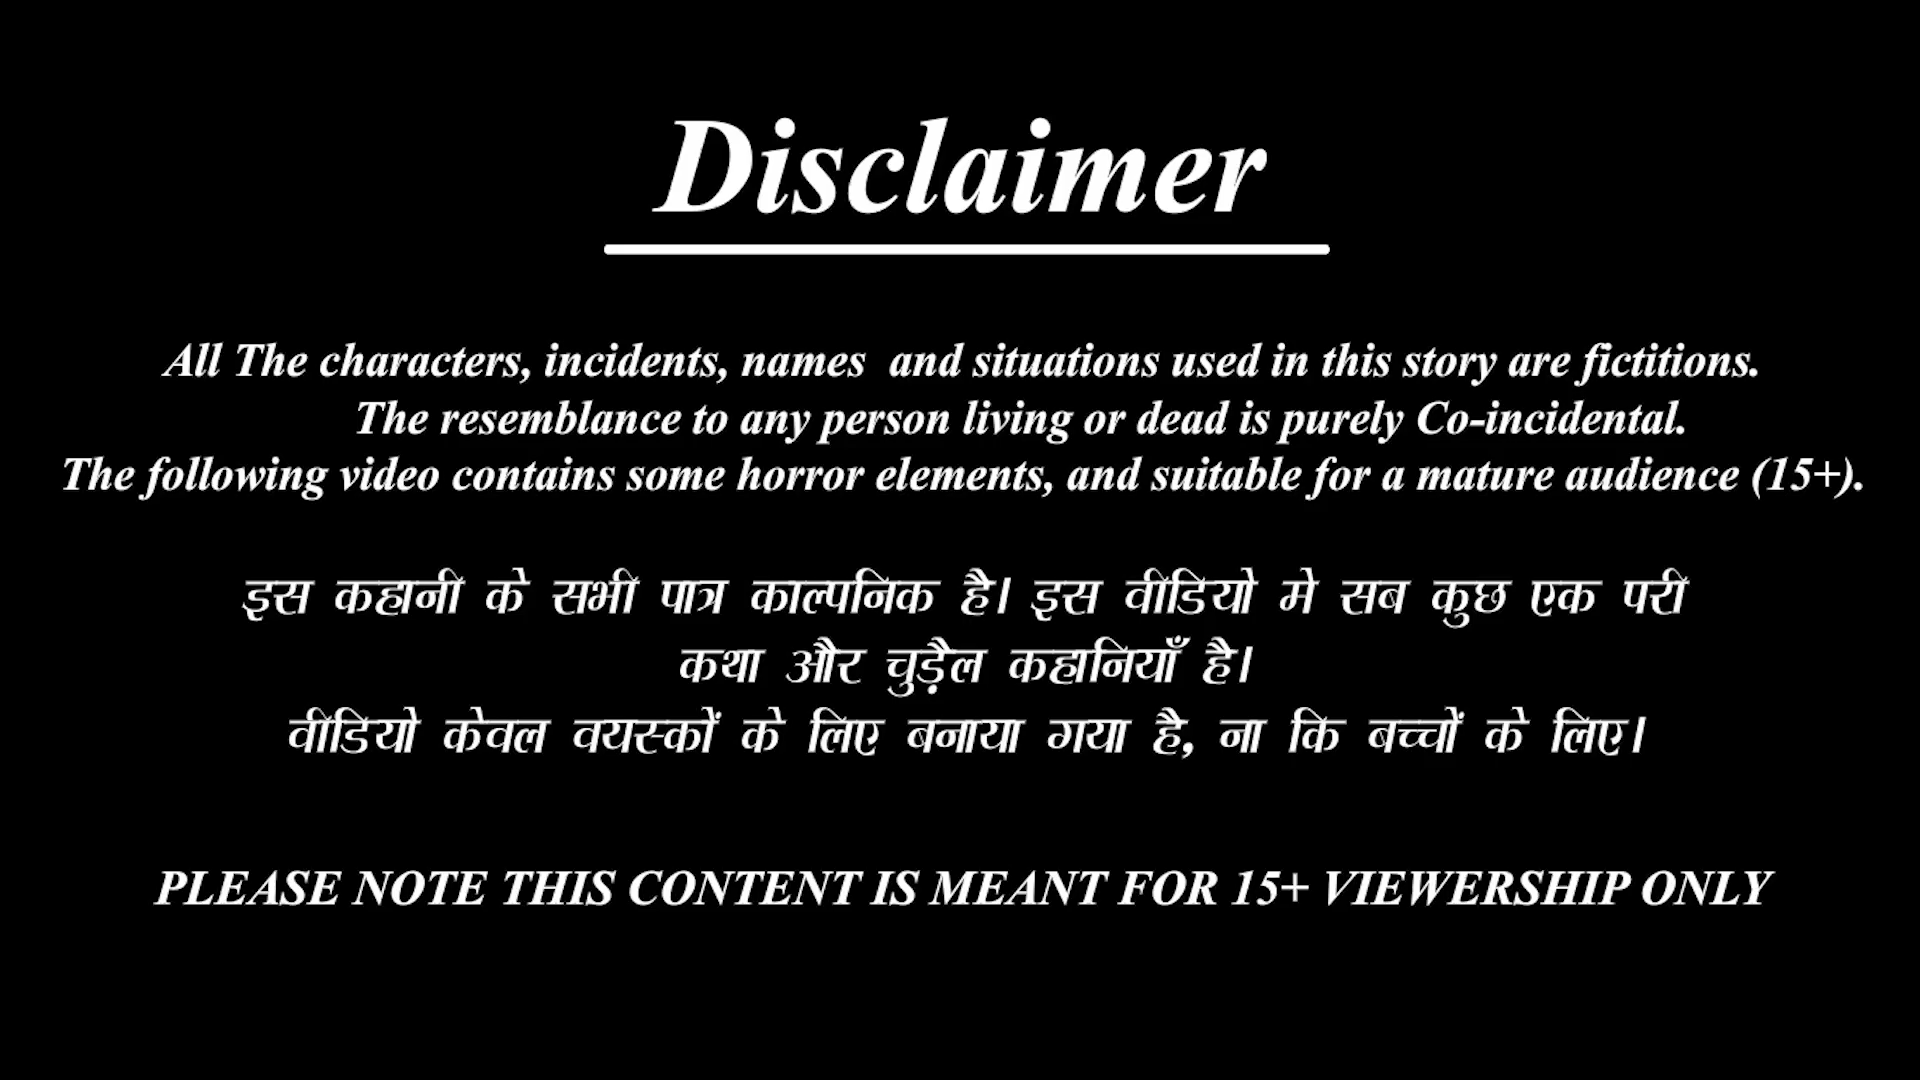 Disclaimer
All The characters, incidents, names and situations used in this story are fictitions.
The resemblance to any person living or dead is purely Co-incidental.
The following video contains some horror elements, and suitable for a mature audience (15+).
इस कहानी के सभी पात्र काल्पनिक है। इस वीडियो मे सब कुछ एक परी
कथा और चुड़ैल कहानियाँ है।
वीडियो केवल वयस्कों के लिए बनाया गया है, ना कि बच्चों के लिए।
PLEASE NOTE THIS CONTENT IS MEANT FOR 15+ VIEWERSHIP ONLY